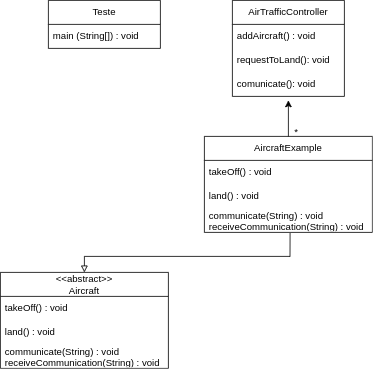 Teste
main (String[]) : void
AirTrafficController
addAircraft() : void
requestToLand(): void
comunicate(): void
*
AircraftExample
takeOff() : void
land() : void
communicate(String) : void
receiveCommunication(String) : void
<<abstract>>
Aircraft
takeOff() : void
land() : void
communicate(String) : void
receiveCommunication(String) : void